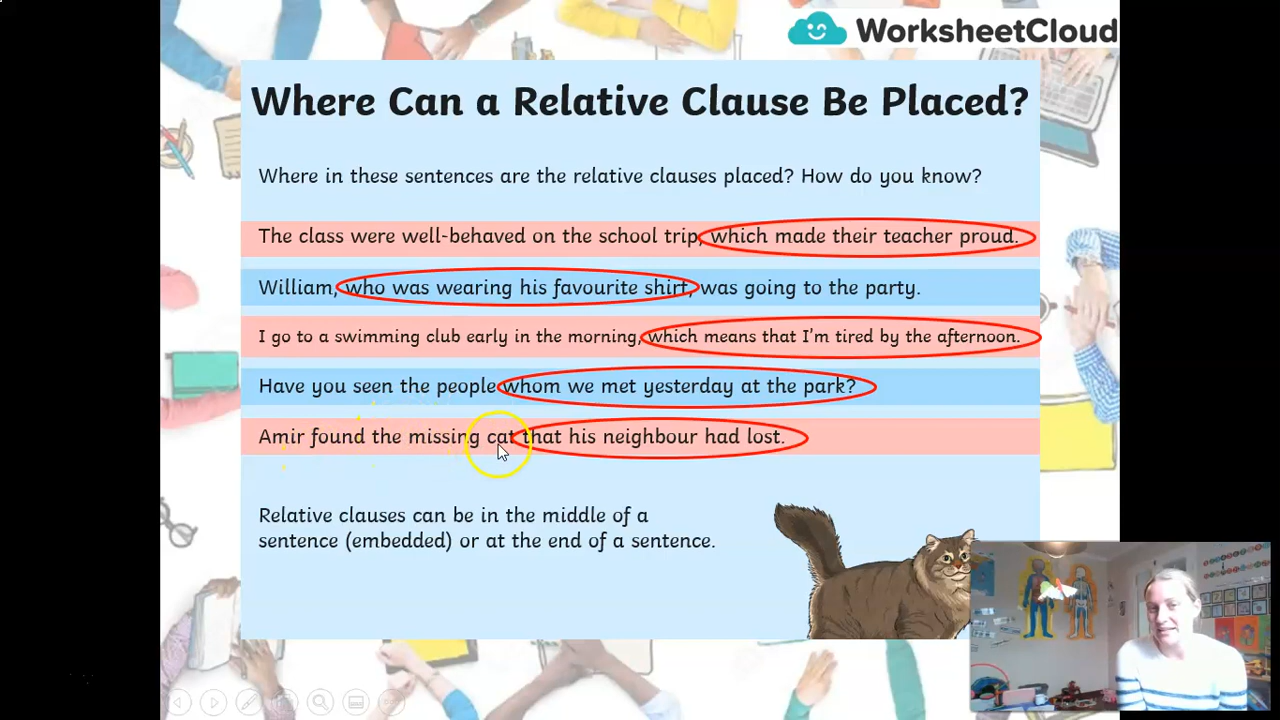 WorksheetCloud
Where Can a Relative Clause Be Placed?
Where in these sentences are the relative clauses placed? How do you know?
The class were well-behaved on the school trip, which made their teacher proud.
William, who was wearing his favourite shirt, was going to the party.
I go to a swimming club early in the morning, which means that I'm tired by the afternoon.
Have you seen the people whom we met yesterday at the park?
Amir found the missing cat that his neighbour had lost.
Relative clauses can be in the middle of a
sentence (embedded) or at the end of a sentence.